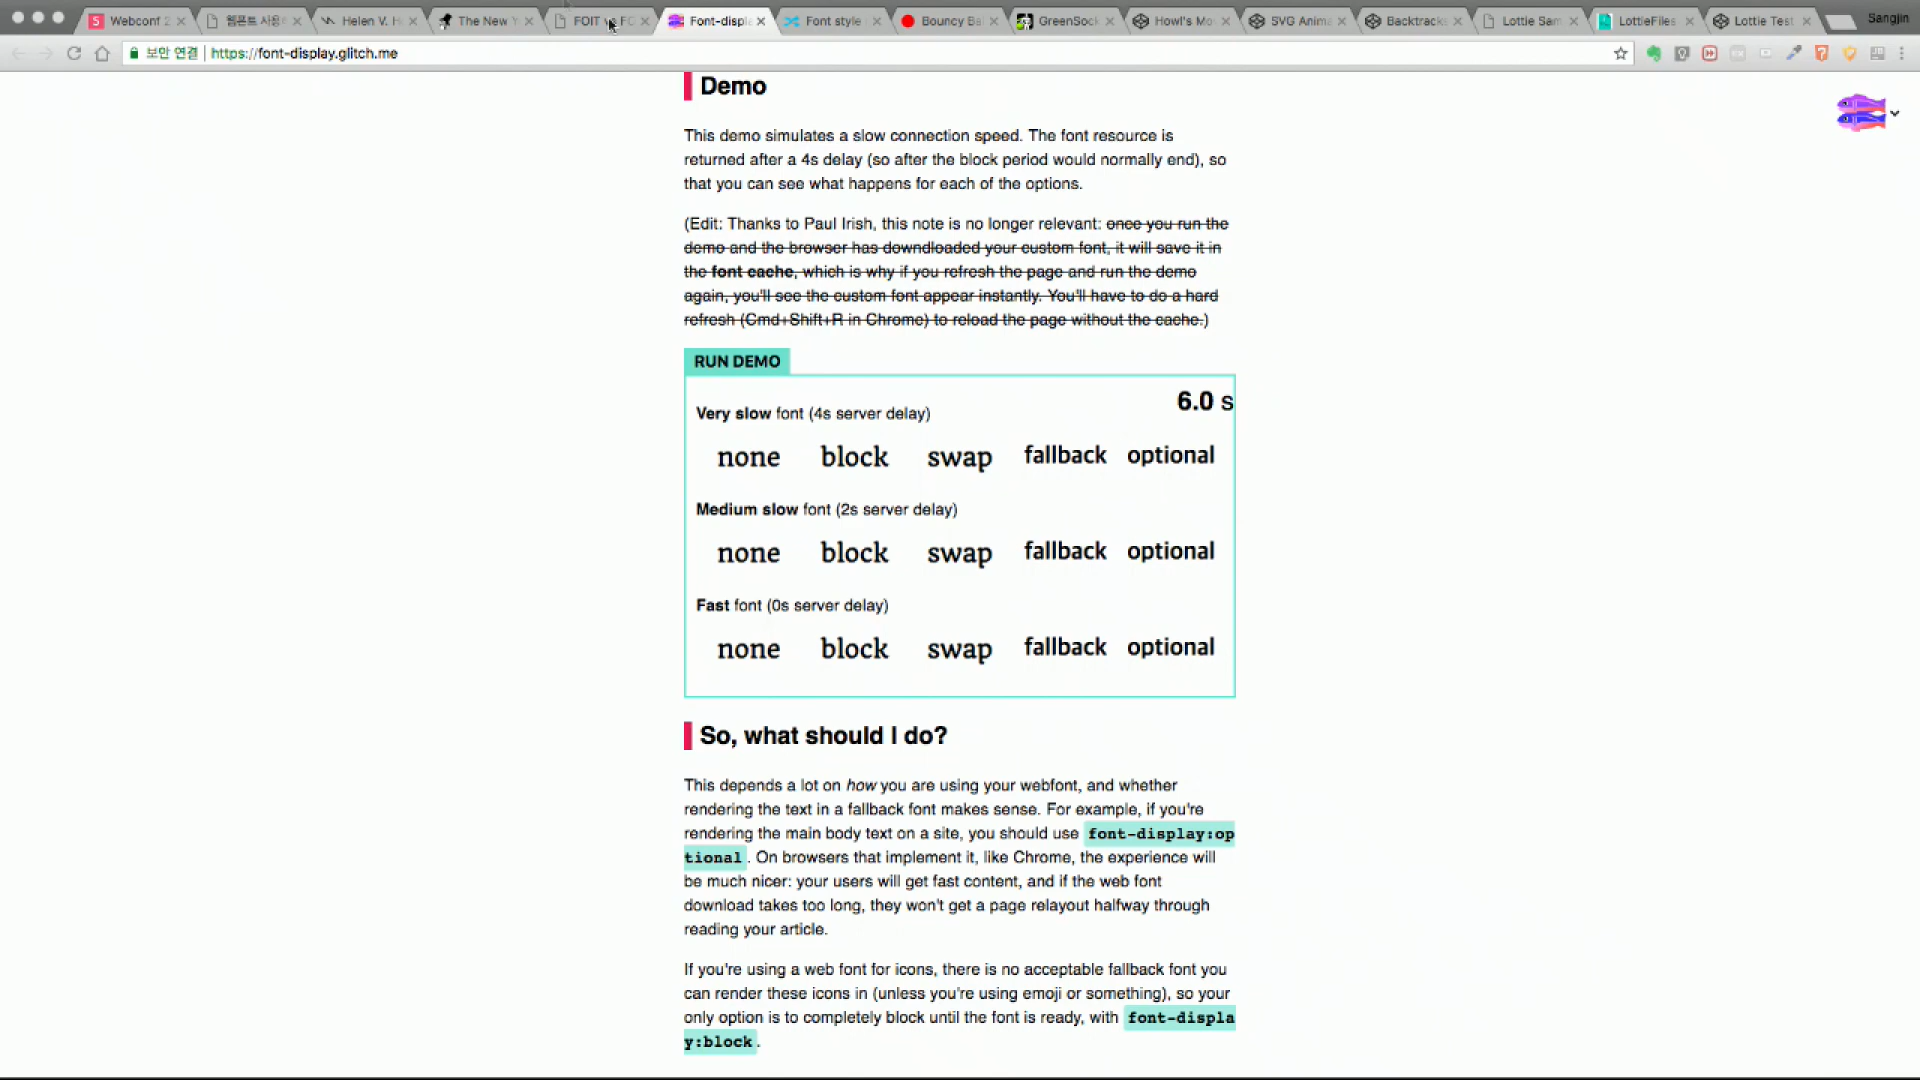 Webconf 2
웹폰트 사용
Helen V. H
The New Y
FOIT vs FO
Font-displa
Font style
Bouncy Ba
GreenSock
Howl's Mo
SVG Anima
Backtracks
Lottie Sam
LottieFiles
Lottie Test
Sangjin
보안 연결 | https://font-display.glitch.me
Demo
This demo simulates a slow connection speed. The font resource is
returned after a 4s delay (so after the block period would normally end), so
that you can see what happens for each of the options.
(Edit: Thanks to Paul Irish, this note is no longer relevant: once you run the
demo and the browser has downdloaded your custom font, it will save it in
the font cache, which is why if you refresh the page and run the demo
again, you'll see the custom font appear instantly. You'll have to do a hard
refresh (Cmd+Shift+R in Chrome) to reload the page without the cache.)
RUN DEMO
6.0 s
Very slow font (4s server delay)
none block swap fallback optional
Medium slow font (2s server delay)
none block swap fallback optional
Fast font (0s server delay)
none block swap fallback optional
So, what should I do?
This depends a lot on how you are using your webfont, and whether
rendering the text in a fallback font makes sense. For example, if you're
rendering the main body text on a site, you should use font-display:op
tional. On browsers that implement it, like Chrome, the experience will
be much nicer: your users will get fast content, and if the web font
download takes too long, they won't get a page relayout halfway through
reading your article.
If you're using a web font for icons, there is no acceptable fallback font you
can render these icons in (unless you're using emoji or something), so your
only option is to completely block until the font is ready, with font-displa
y:block.